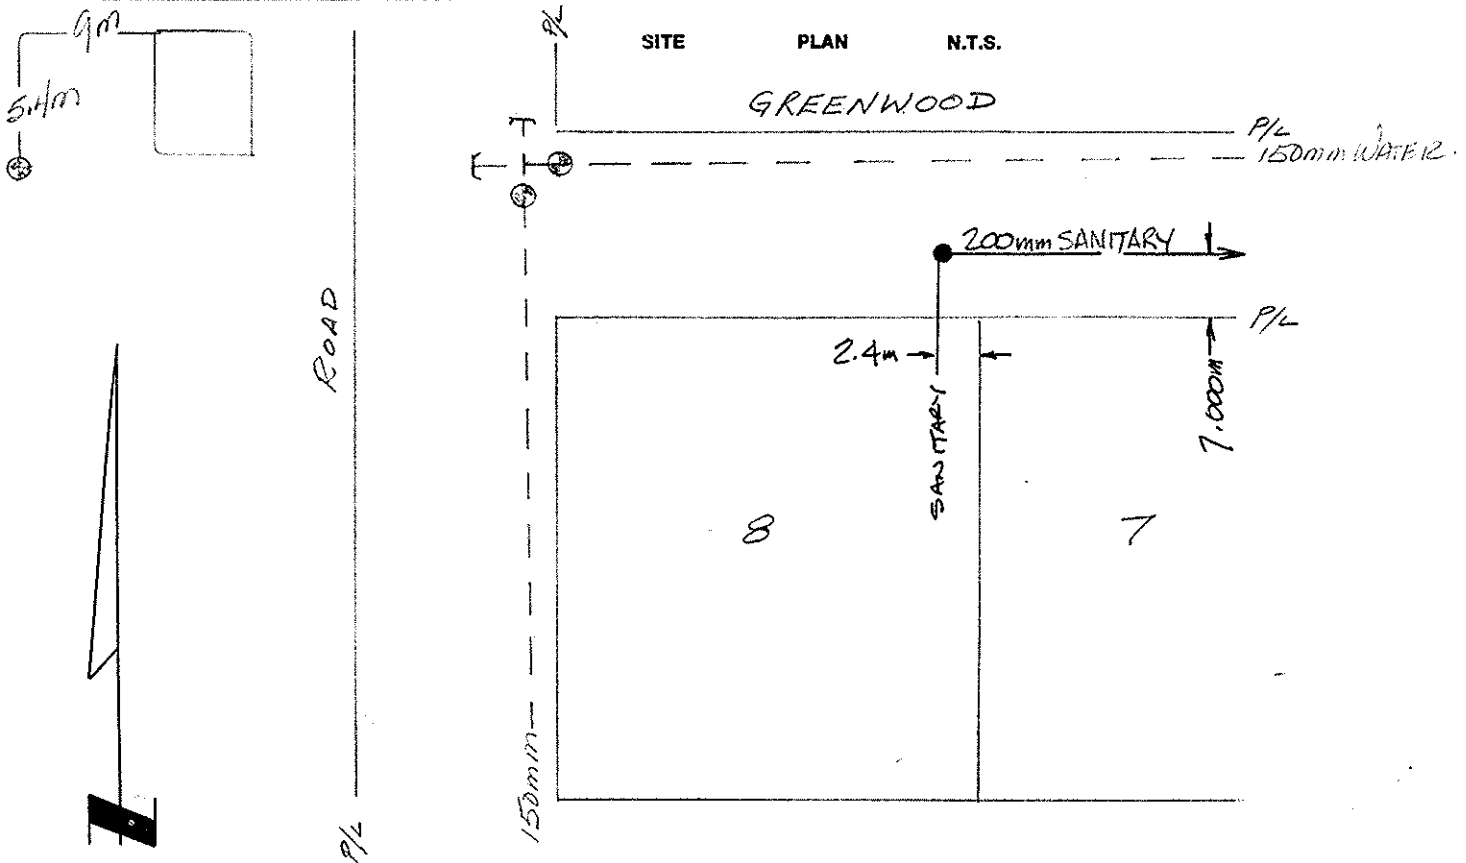 9m
5.4m
SITE PLAN N.T.S.
P/L
GREENWOOD
P/L
150mm WATER.
200mm SANITARY
P/L
ROAD
2.4m
7.000m
SANITARY
8
7
150mm
P/L